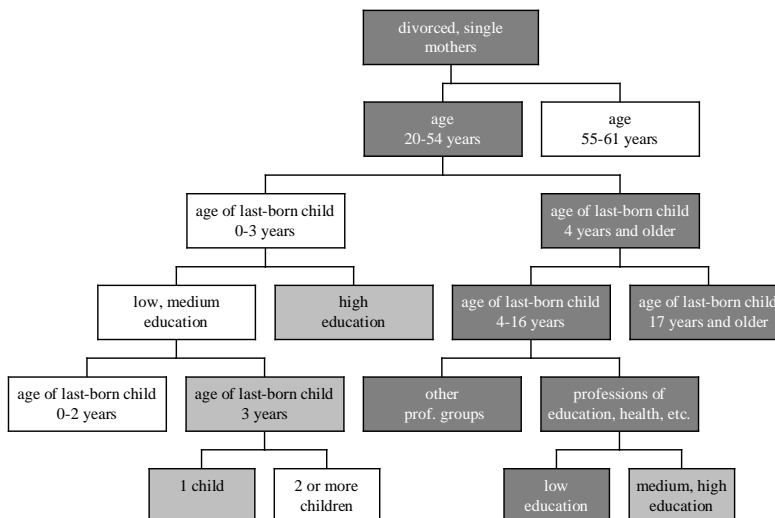 divorced, single
mothers
age
20-54 years
age
55-61 years
age of last-born child
0-3 years
age of last-born child
4 years and older
low, medium
education
high
education
age of last-born child
4-16 years
age of last-born child
17 years and older
age of last-born child
0-2 years
age of last-born child
3 years
other
prof. groups
professions of
education, health, etc.
1 child
2 or more
children
low
education
medium, high
education